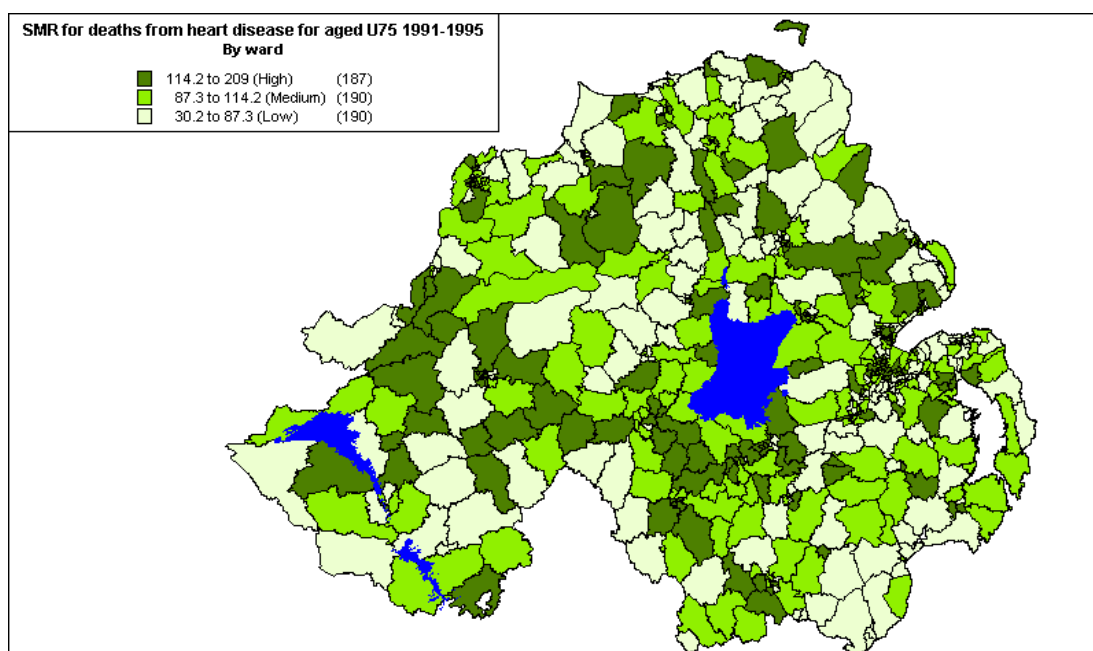 SMR for deaths from heart disease for aged U75 1991-1995
By ward
114.2 to 209 (High) (187)
87.3 to 114.2 (Medium) (190)
30.2 to 87.3 (Low) (190)